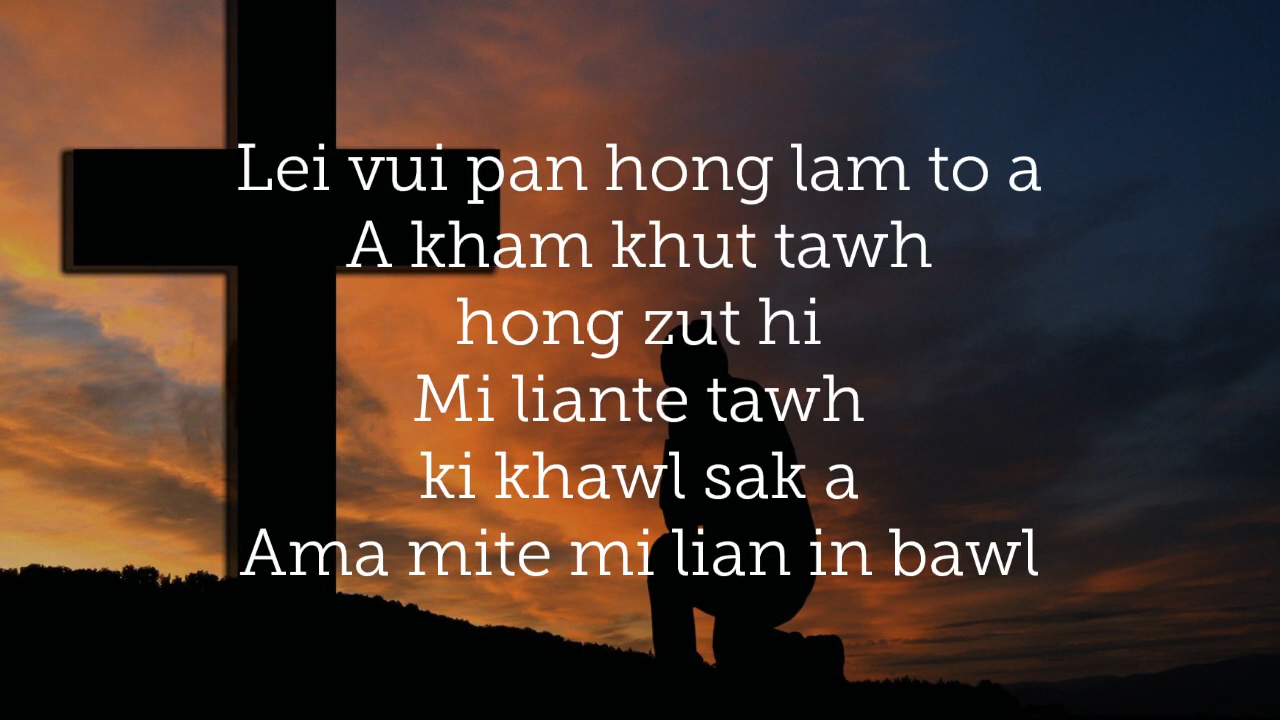 Lei vui pan hong lam to a
A kham khut tawh
hong zut hi
Mi liante tawh
ki khawl sak a
Ama mite mi lian in bawl